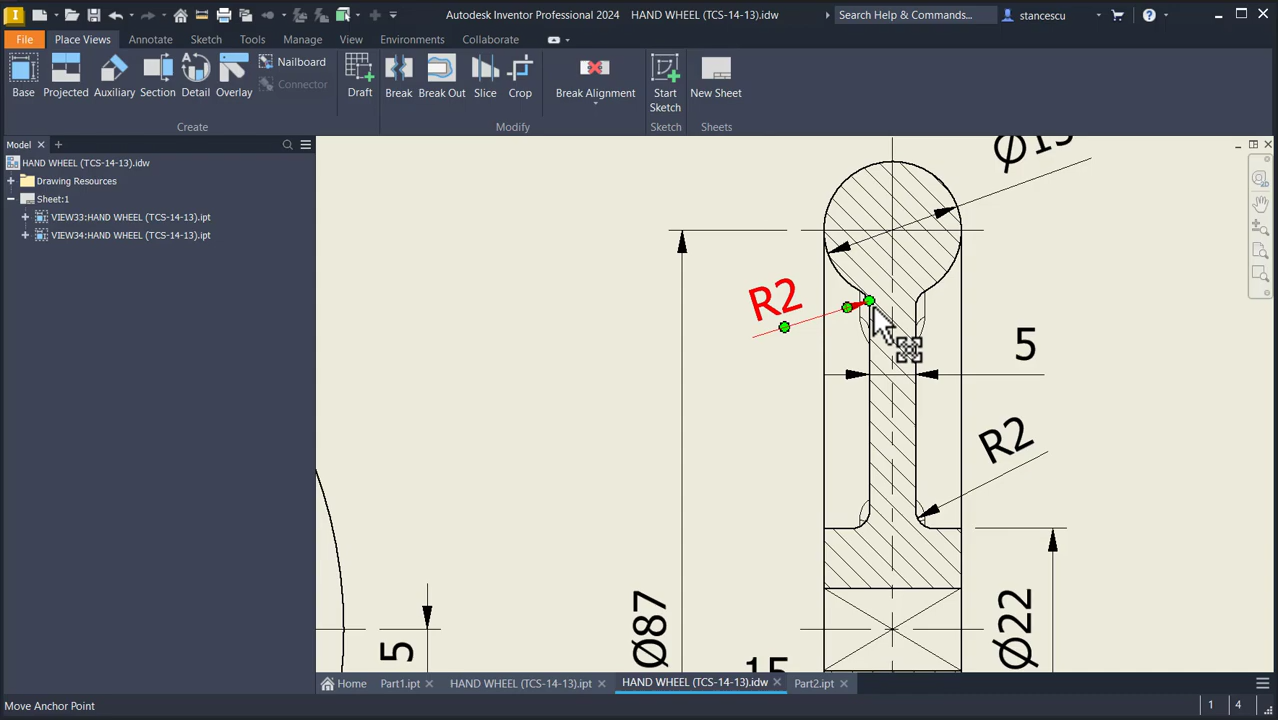 Autodesk Inventor Professional 2024 HAND WHEEL (TCS-14-13).idw Search Help & Commands... stancescu
File Place Views Annotate Sketch Tools Manage View Environments Collaborate
Base Projected Auxiliary Section Detail Overlay Nailboard Connector Draft Break Break Out Slice Crop Break Alignment Start Sketch New Sheet
Create Modify Sketch Sheets
Model
HAND WHEEL (TCS-14-13).idw
Drawing Resources
Sheet:1
VIEW33:HAND WHEEL (TCS-14-13).ipt
VIEW34:HAND WHEEL (TCS-14-13).ipt
R2
5
R2
Ø87
Ø22
5
15
Home Part1.ipt HAND WHEEL (TCS-14-13).ipt HAND WHEEL (TCS-14-13).idw Part2.ipt
Move Anchor Point 1 4